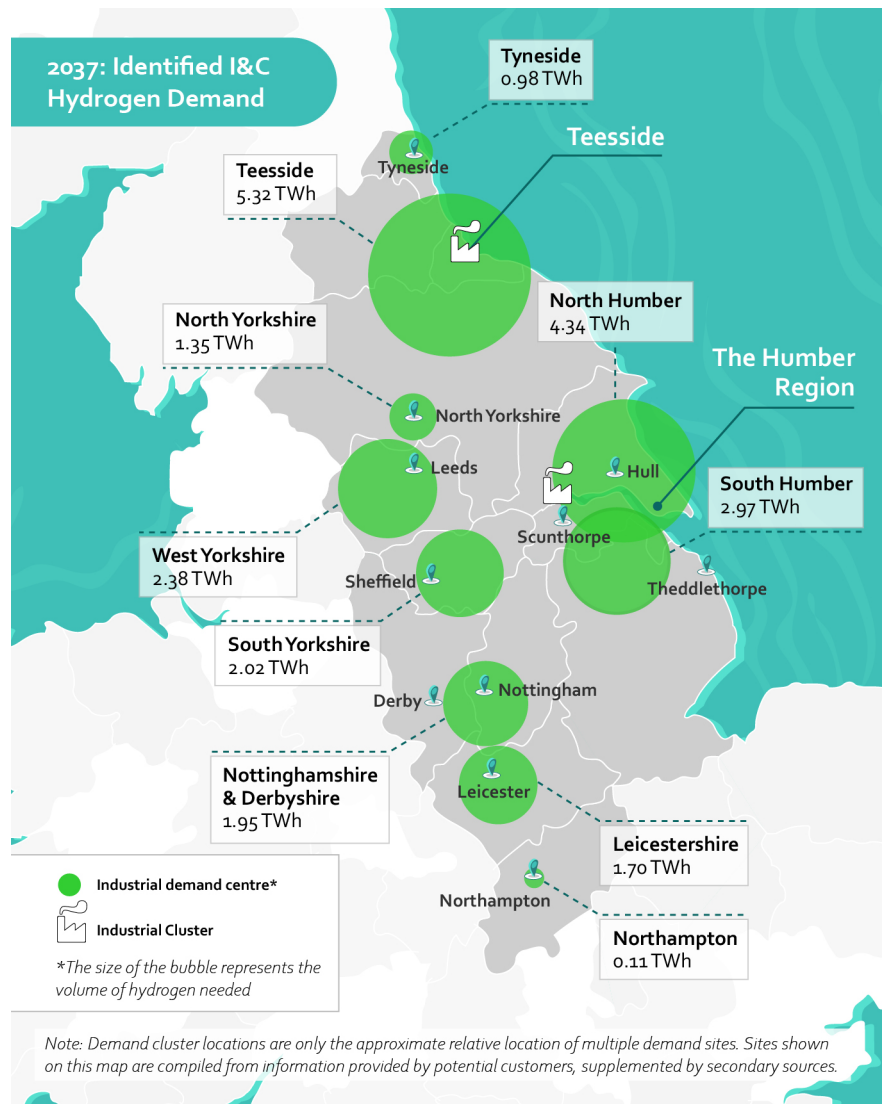 2037: Identified I&C
Hydrogen Demand
Tyneside
0.98 TWh
Teesside
Tyneside
Teesside
5.32 TWh
North Humber
4.34 TWh
North Yorkshire
1.35 TWh
The Humber
Region
North Yorkshire
Leeds
Hull
South Humber
2.97 TWh
Scunthorpe
West Yorkshire
2.38 TWh
Sheffield
Theddlethorpe
South Yorkshire
2.02 TWh
Derby
Nottingham
Nottinghamshire
& Derbyshire
1.95 TWh
Leicester
Leicestershire
1.70 TWh
Northampton
Northampton
0.11 TWh
Industrial demand centre*
Industrial Cluster
*The size of the bubble represents the
volume of hydrogen needed
Note: Demand cluster locations are only the approximate relative location of multiple demand sites. Sites shown
on this map are compiled from information provided by potential customers, supplemented by secondary sources.